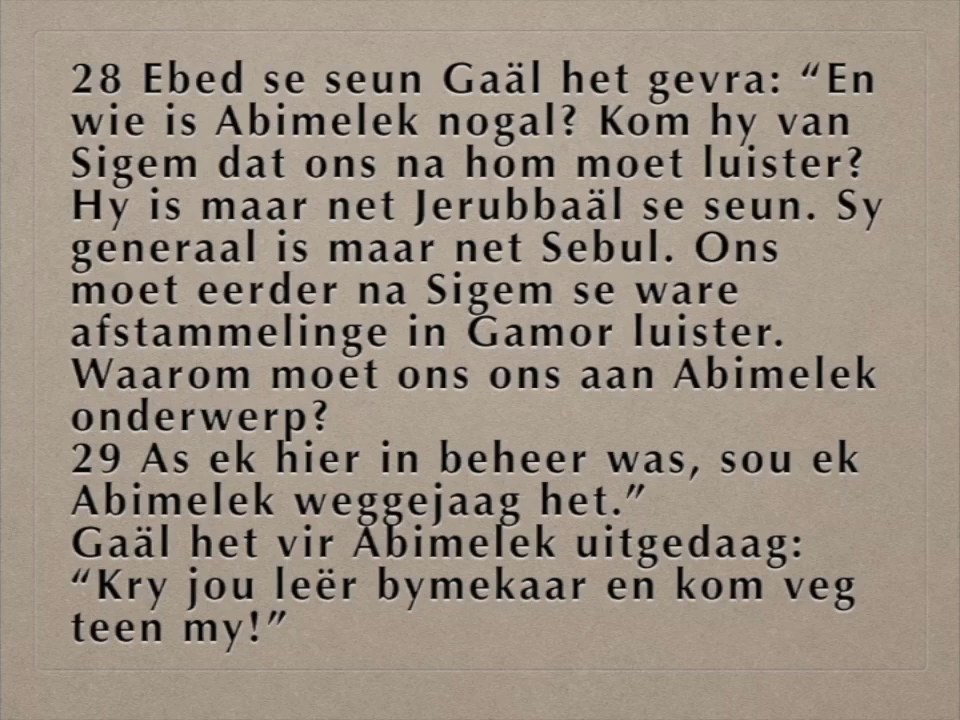 28 Ebed se seun Gaäl het gevra: “En
wie is Abimelek nogal? Kom hy van
Sigem dat ons na hom moet luister?
Hy is maar net Jerubbaäl se seun. Sy
generaal is maar net Sebul. Ons
moet eerder na Sigem se ware
afstammelinge in Gamor luister.
Waarom moet ons ons aan Abimelek
onderwerp?
29 As ek hier in beheer was, sou ek
Abimelek weggejaag het.”
Gaäl het vir Abimelek uitgedaag:
“Kry jou leër bymekaar en kom veg
teen my!”